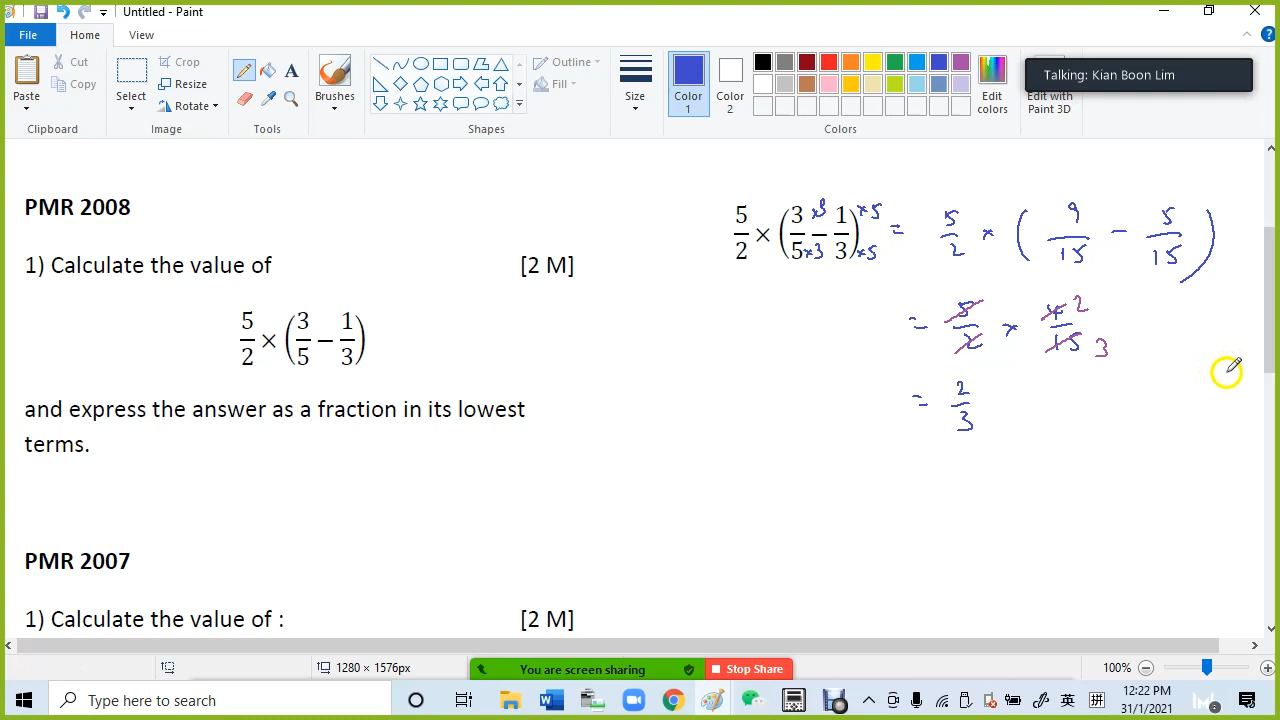 Untitled - Paint
File Home View
Paste
Cut
Copy
Clipboard
Select
Crop
Resize
Rotate
Image
A
Tools
Brushes
Shapes
Outline
Fill
Size
Color 1
Color 2
Colors
Edit colors
Edit with Paint 3D
Talking: Kian Boon Lim
PMR 2008
1) Calculate the value of [2 M]
5/2 × (3/5 − 1/3)
and express the answer as a fraction in its lowest
terms.
5/2 × (3/5 − 1/3) ×3 ×3 ×5 ×5 = 5/2 × (9/15 − 5/15)
= 5/2 × 4/15 2 3
= 2/3
PMR 2007
1) Calculate the value of : [2 M]
1280 × 1576px
You are screen sharing
Stop Share
100%
Type here to search
英
拼
12:22 PM
31/1/2021